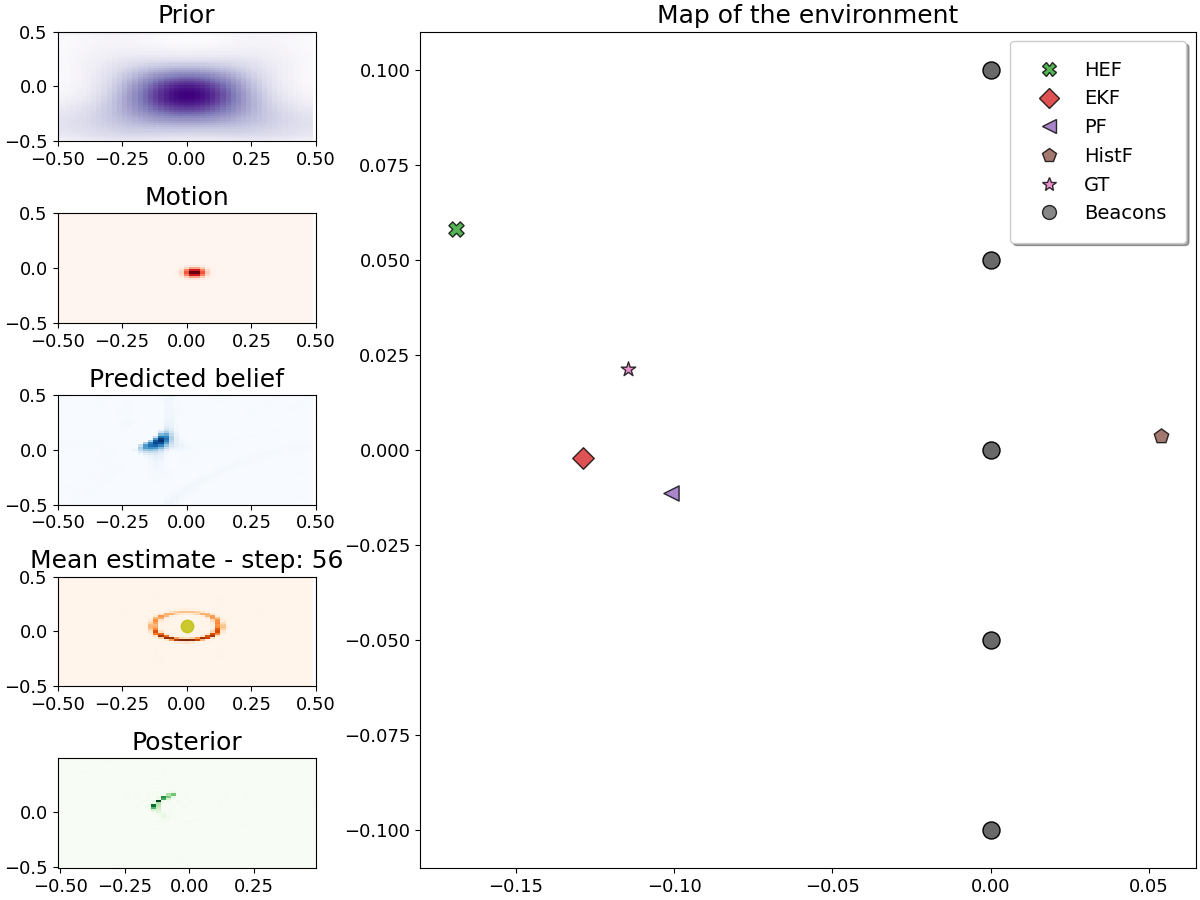 Prior
0.5
0.0
−0.5
−0.50 −0.25 0.00 0.25 0.50
Motion
0.5
0.0
−0.5
−0.50 −0.25 0.00 0.25 0.50
Predicted belief
0.5
0.0
−0.5
−0.50 −0.25 0.00 0.25 0.50
Mean estimate - step: 56
0.5
0.0
−0.5
−0.50 −0.25 0.00 0.25 0.50
Posterior
0.0
−0.5
−0.50 −0.25 0.00 0.25
Map of the environment
0.100
0.075
0.050
0.025
0.000
−0.025
−0.050
−0.075
−0.100
−0.15 −0.10 −0.05 0.00 0.05
HEF
EKF
PF
HistF
GT
Beacons